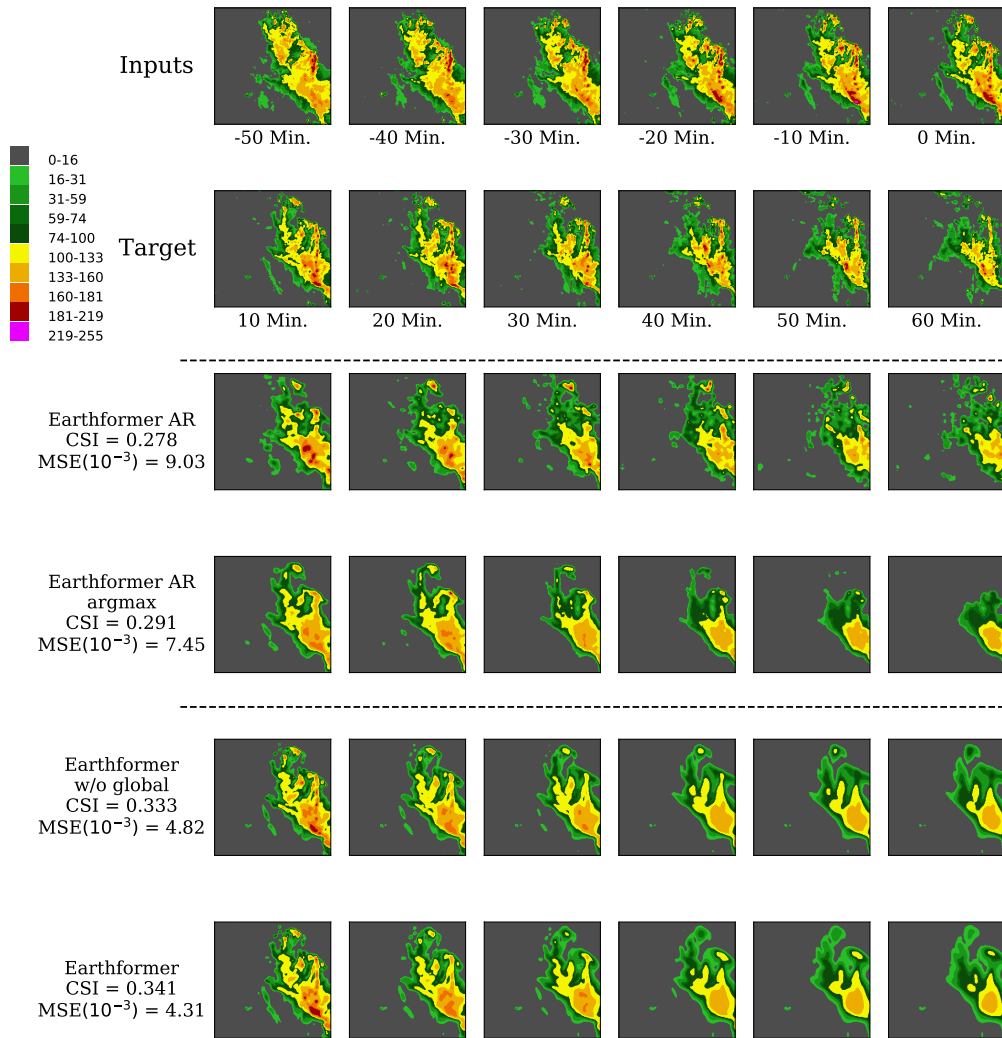 Inputs
-50 Min. -40 Min. -30 Min. -20 Min. -10 Min. 0 Min.
0-16
16-31
31-59
59-74
74-100
100-133
133-160
160-181
181-219
219-255
Target
10 Min. 20 Min. 30 Min. 40 Min. 50 Min. 60 Min.
Earthformer AR
CSI = 0.278
MSE(10⁻³) = 9.03
Earthformer AR
argmax
CSI = 0.291
MSE(10⁻³) = 7.45
Earthformer
w/o global
CSI = 0.333
MSE(10⁻³) = 4.82
Earthformer
CSI = 0.341
MSE(10⁻³) = 4.31